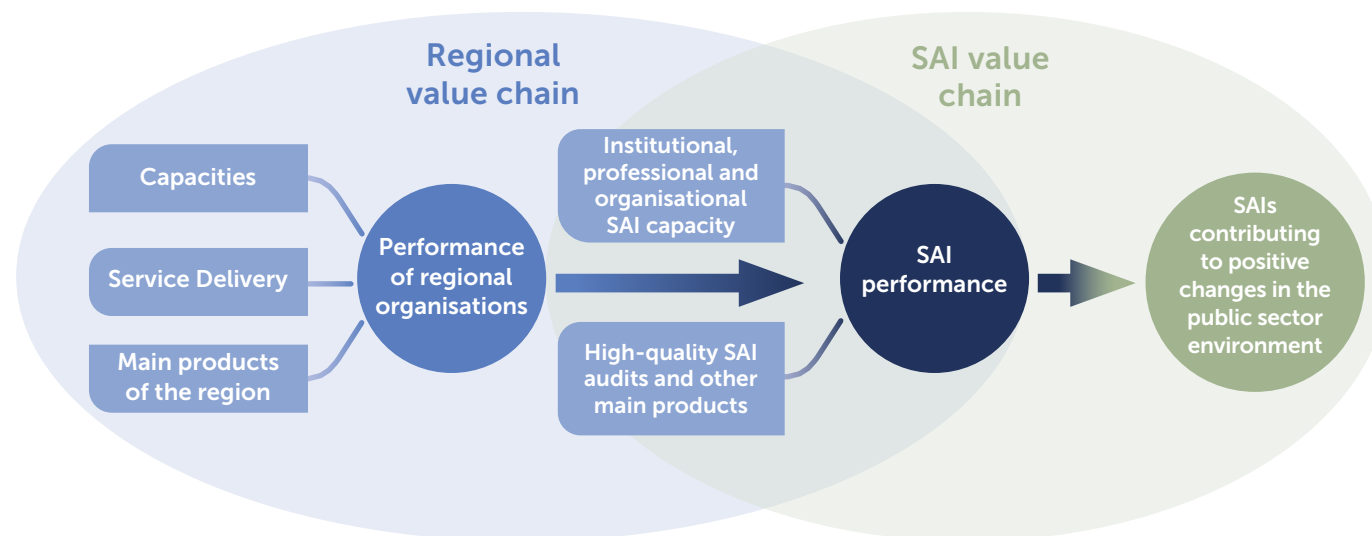 Regional
value chain
SAI value
chain
Capacities
Service Delivery
Main products
of the region
Performance
of regional
organisations
Institutional,
professional and
organisational
SAI capacity
High-quality SAI
audits and other
main products
SAI
performance
SAIs
contributing
to positive
changes in the
public sector
environment